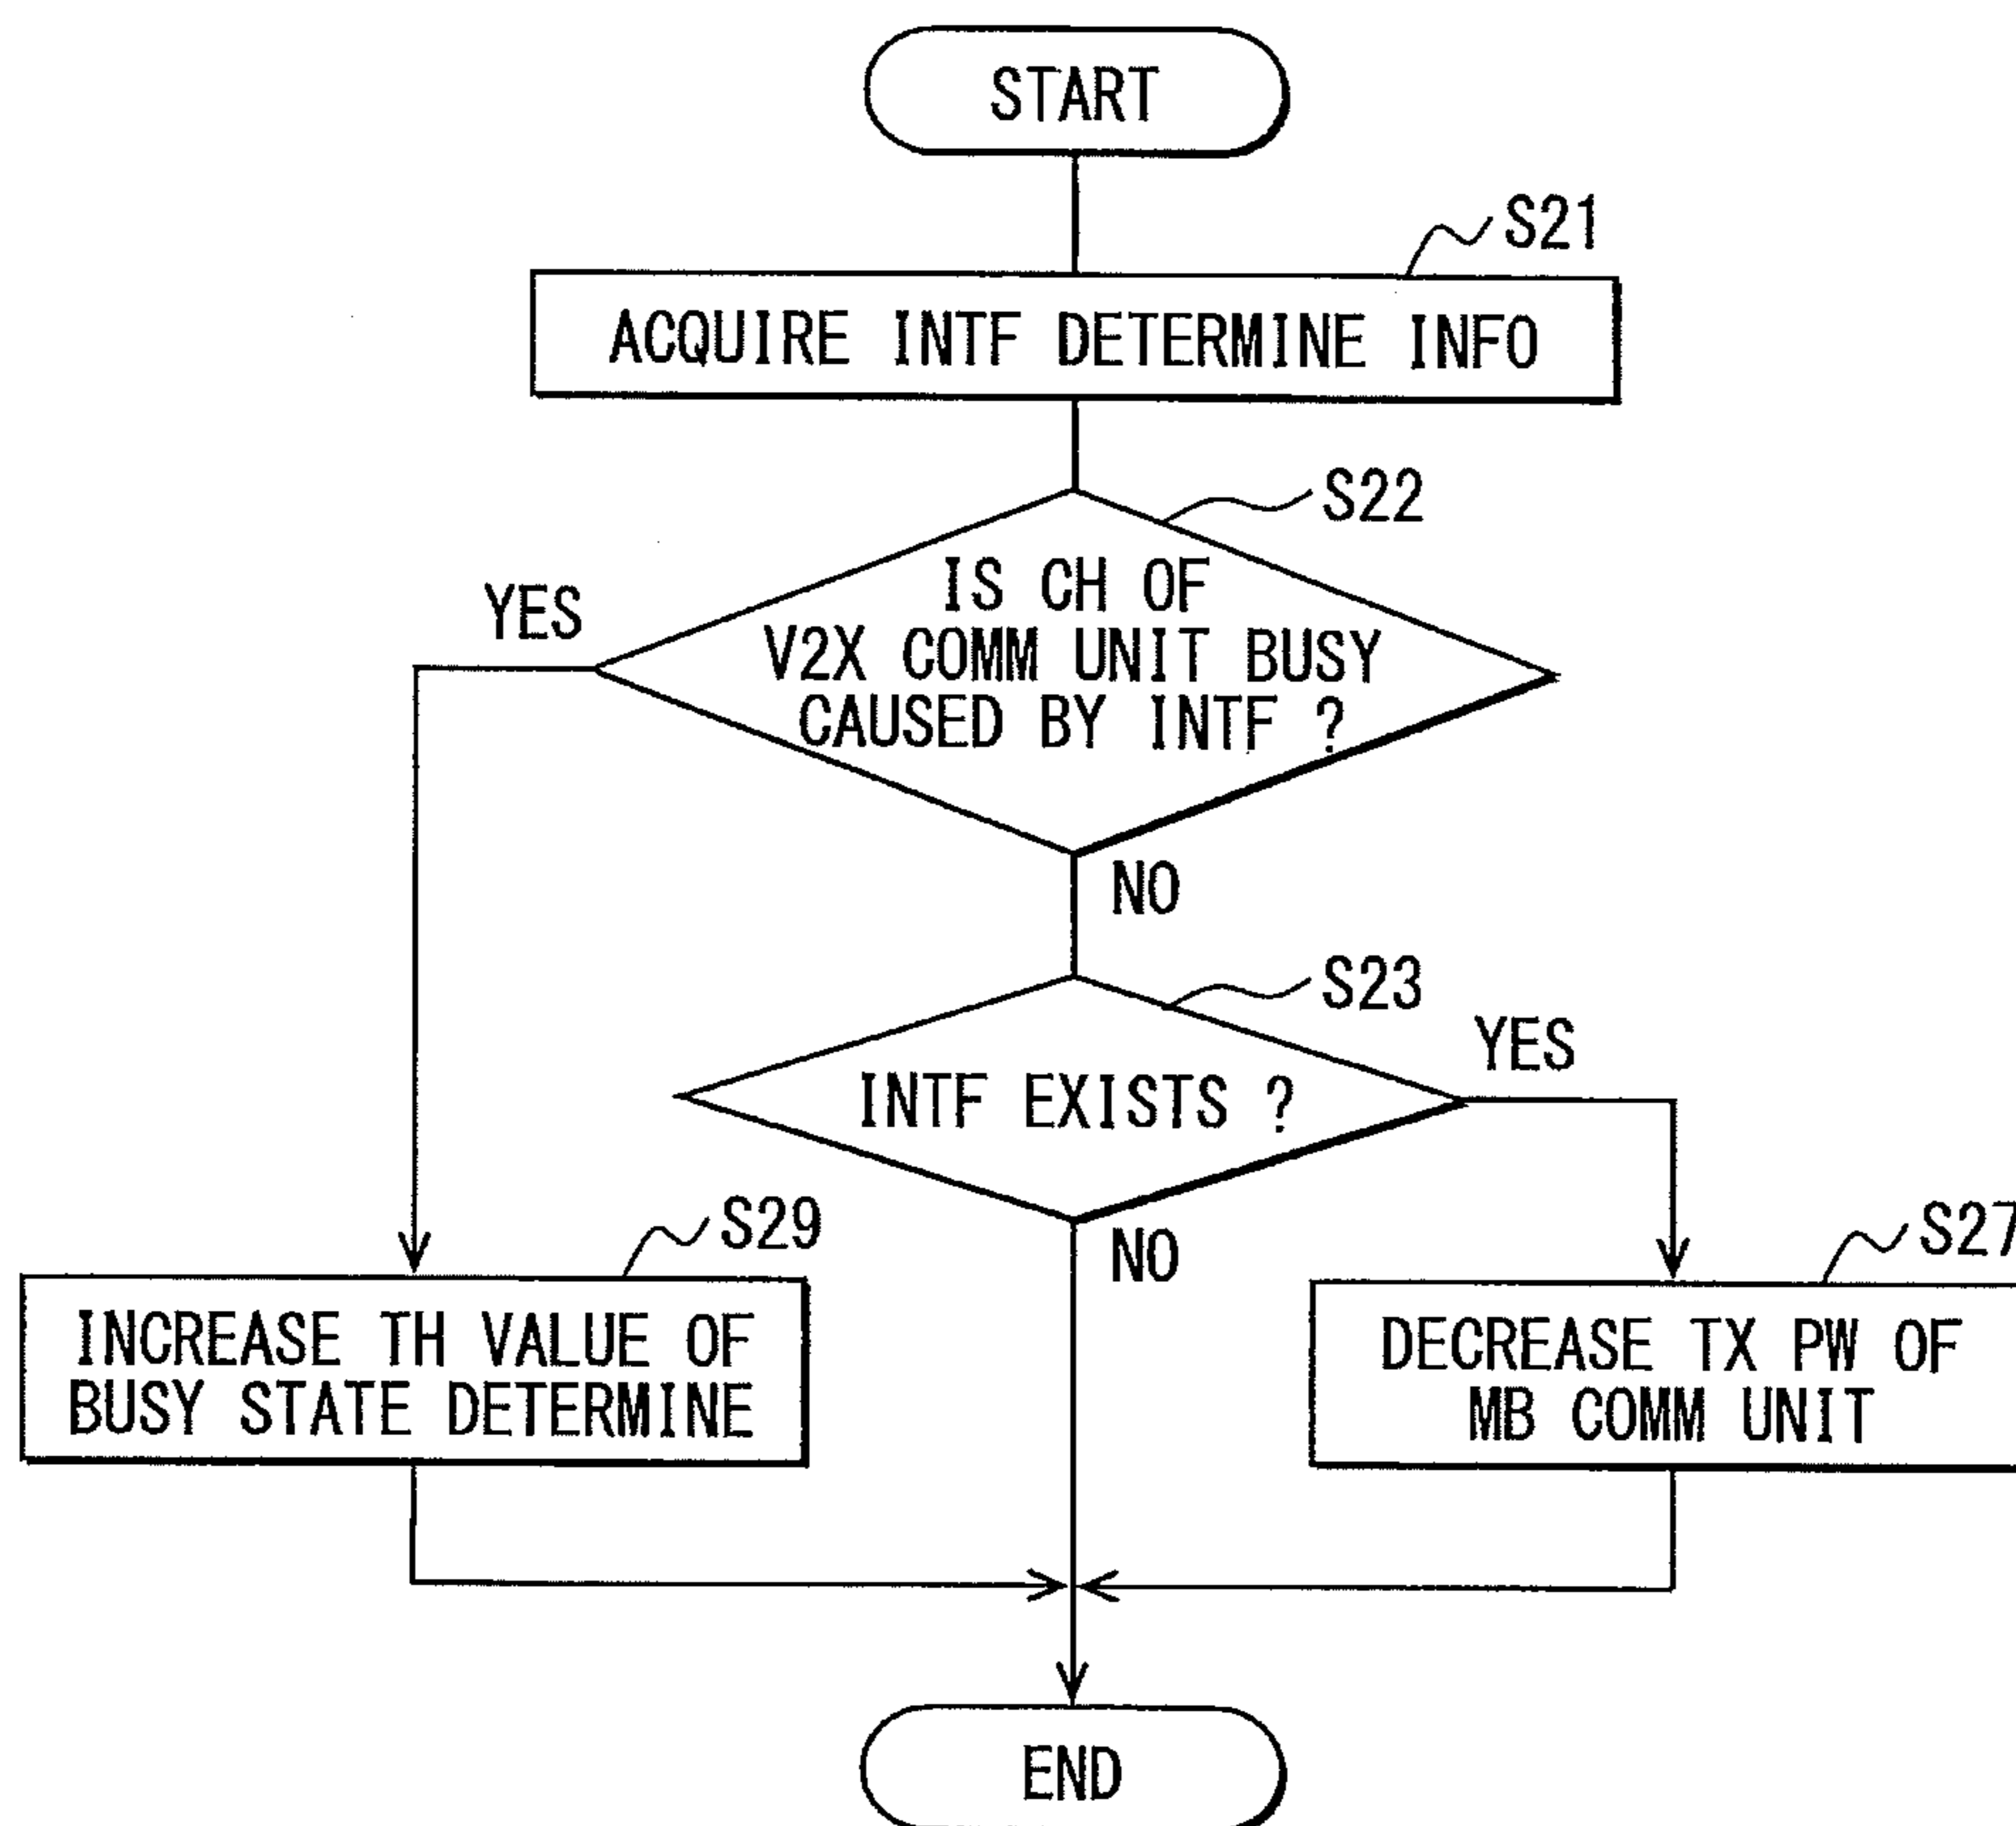 START
S21
ACQUIRE INTF DETERMINE INFO
S22
IS CH OF
V2X COMM UNIT BUSY
CAUSED BY INTF ?
YES
NO
S23
INTF EXISTS ?
YES
NO
S29
INCREASE TH VALUE OF
BUSY STATE DETERMINE
S27
DECREASE TX PW OF
MB COMM UNIT
END